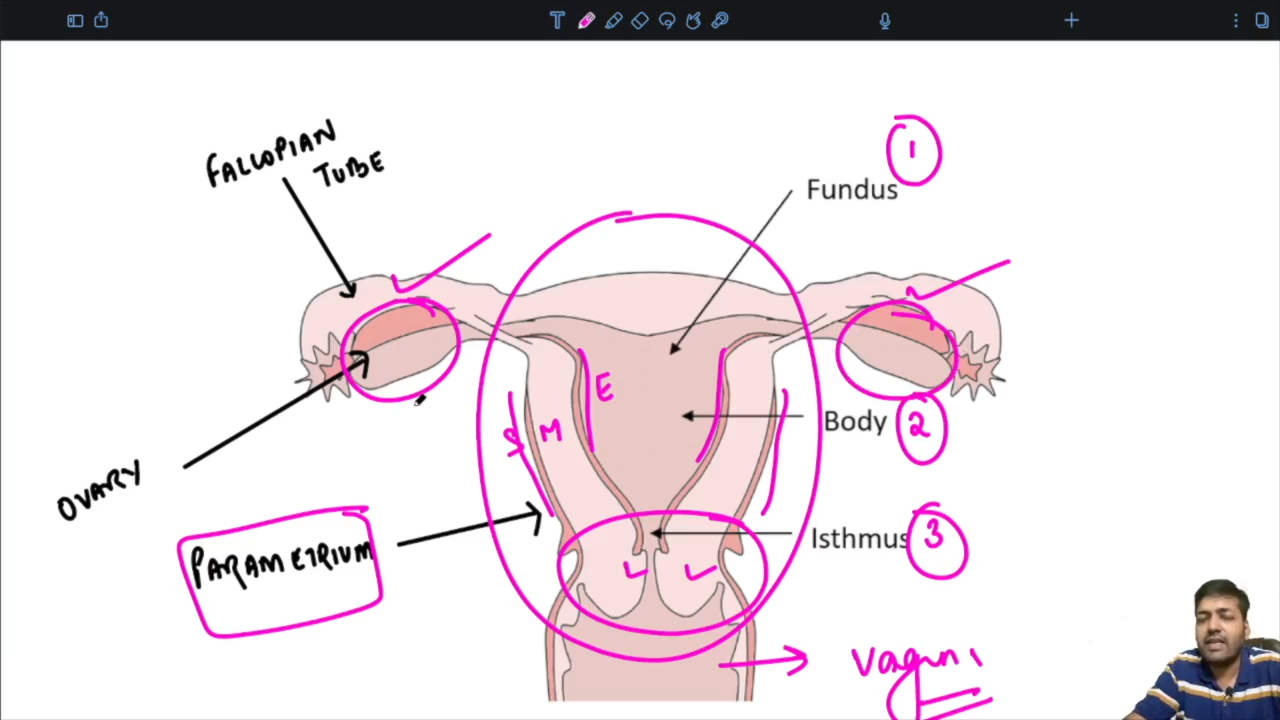 FALLOPIAN
TUBE
1
Fundus
E
S M
Body 2
OVARY
PARAMETRIUM
Isthmus 3
Vagina